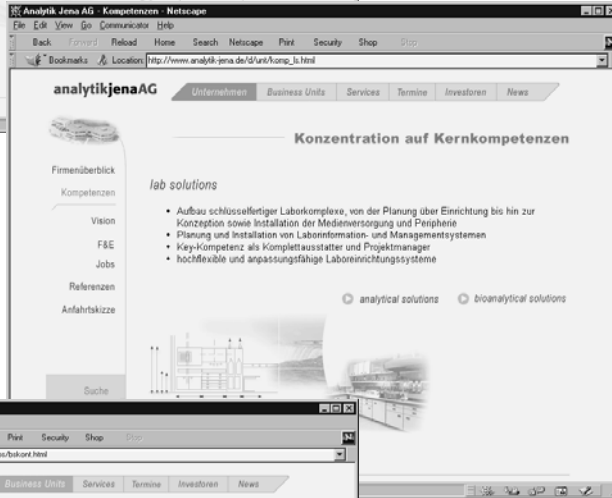 Analytik Jena AG - Kompetenzen - Netscape
File Edit View Go Communicator Help
Back Forward Reload Home Search Netscape Print Security Shop Stop
Bookmarks Location: http://www.analytik-jena.de/d/unt/komp_ls.html
analytikjenaAG
Unternehmen Business Units Services Termine Investoren News
Konzentration auf Kernkompetenzen
Firmenüberblick
Kompetenzen
Vision
F&E
Jobs
Referenzen
Anfahrtskizze
Suche
lab solutions
• Aufbau schlüsselfertiger Laborkomplexe, von der Planung über Einrichtung bis hin zur
Konzeption sowie Installation der Medienversorgung und Peripherie
• Planung und Installation von Laborinformation- und Managementsystemen
• Key-Kompetenz als Komplettausstatter und Projektmanager
• hochflexible und anpassungsfähige Laboreinrichtungssysteme
analytical solutions bioanalytical solutions
Print Security Shop Stop
/bskont.html
Business Units Services Termine Investoren News